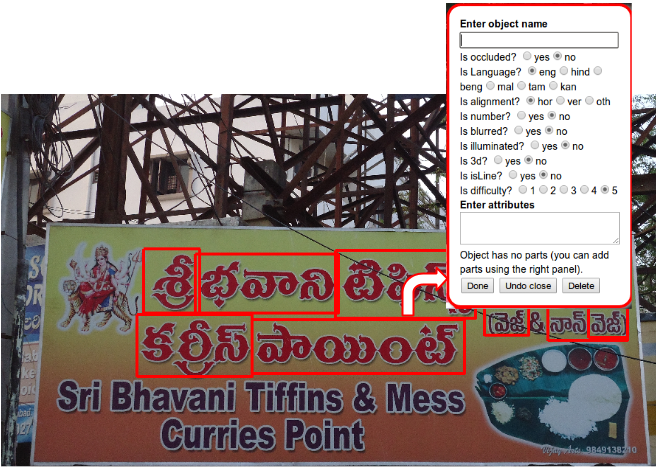 Enter object name
Is occluded? yes no
Is Language? eng hind
beng mal tam kan
Is alignment? hor ver oth
Is number? yes no
Is blurred? yes no
Is illuminated? yes no
Is 3d? yes no
Is isLine? yes no
Is difficulty? 1 2 3 4 5
Enter attributes
Object has no parts (you can add
parts using the right panel).
Done Undo close Delete
శ్రీ భవాని
కర్రీస్ పాయింట్
(వెజ్ & నాన్ వెజ్)
Sri Bhavani Tiffins & Mess
Curries Point
9849138210